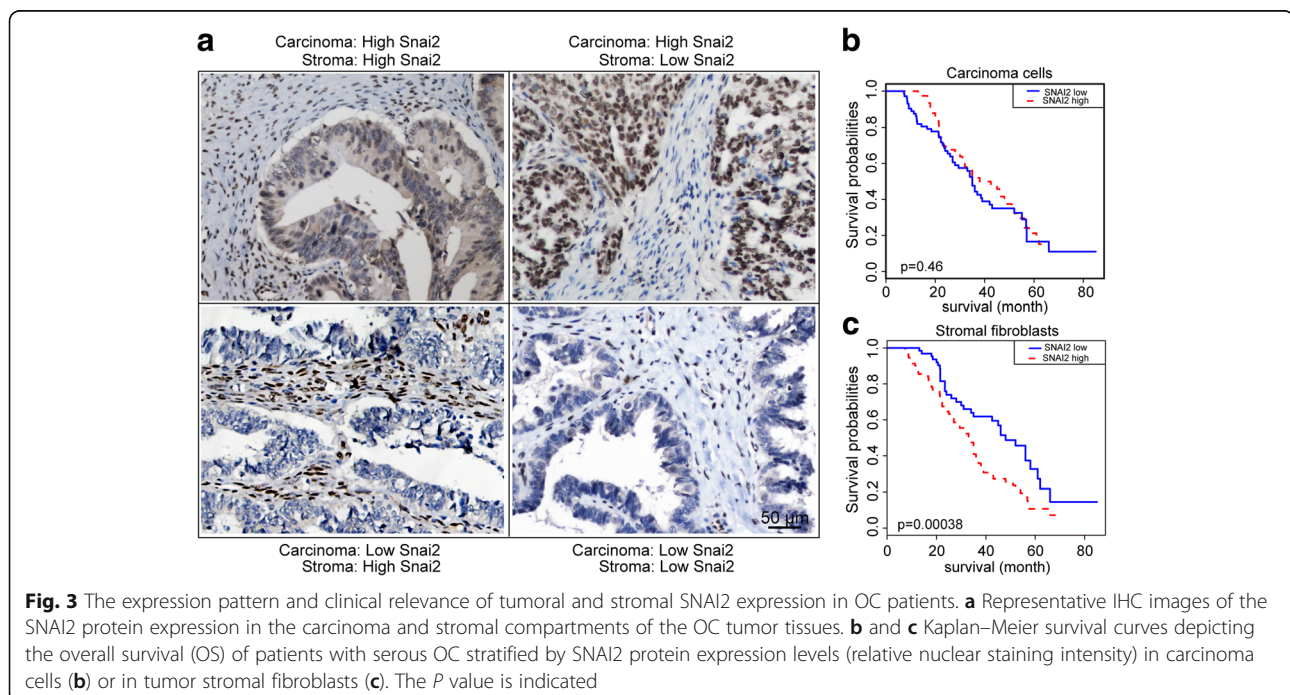 a
Carcinoma: High Snai2
Stroma: High Snai2
Carcinoma: High Snai2
Stroma: Low Snai2
Carcinoma: Low Snai2
Stroma: High Snai2
50 µm
Carcinoma: Low Snai2
Stroma: Low Snai2
b
Carcinoma cells
SNAI2 low
SNAI2 high
Survival probabilities
1.0
0.8
0.6
0.4
0.2
0.0
p=0.46
0 20 40 60 80
survival (month)
c
Stromal fibroblasts
SNAI2 low
SNAI2 high
Survival probabilities
1.0
0.8
0.6
0.4
0.2
0.0
p=0.00038
0 20 40 60 80
survival (month)
Fig. 3 The expression pattern and clinical relevance of tumoral and stromal SNAI2 expression in OC patients. a Representative IHC images of the
SNAI2 protein expression in the carcinoma and stromal compartments of the OC tumor tissues. b and c Kaplan–Meier survival curves depicting
the overall survival (OS) of patients with serous OC stratified by SNAI2 protein expression levels (relative nuclear staining intensity) in carcinoma
cells (b) or in tumor stromal fibroblasts (c). The P value is indicated